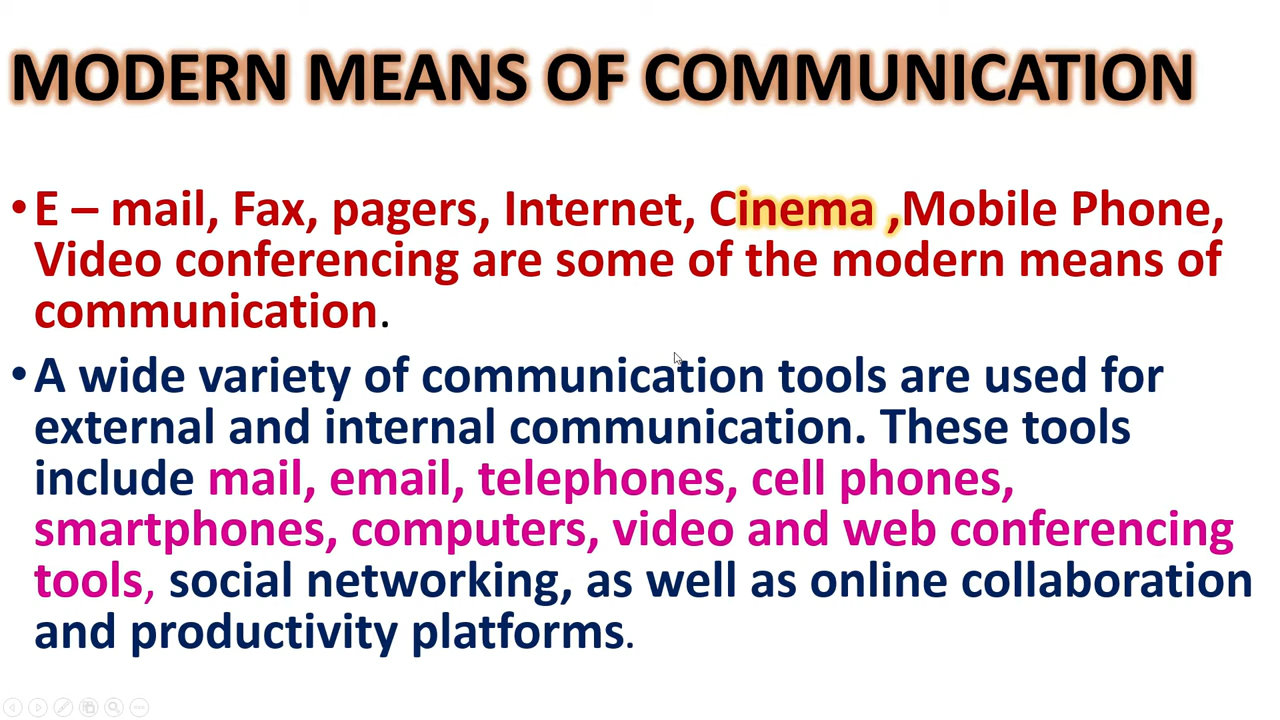 MODERN MEANS OF COMMUNICATION
•E – mail, Fax, pagers, Internet, Cinema ,Mobile Phone,
Video conferencing are some of the modern means of
communication.
•A wide variety of communication tools are used for
external and internal communication. These tools
include mail, email, telephones, cell phones,
smartphones, computers, video and web conferencing
tools, social networking, as well as online collaboration
and productivity platforms.